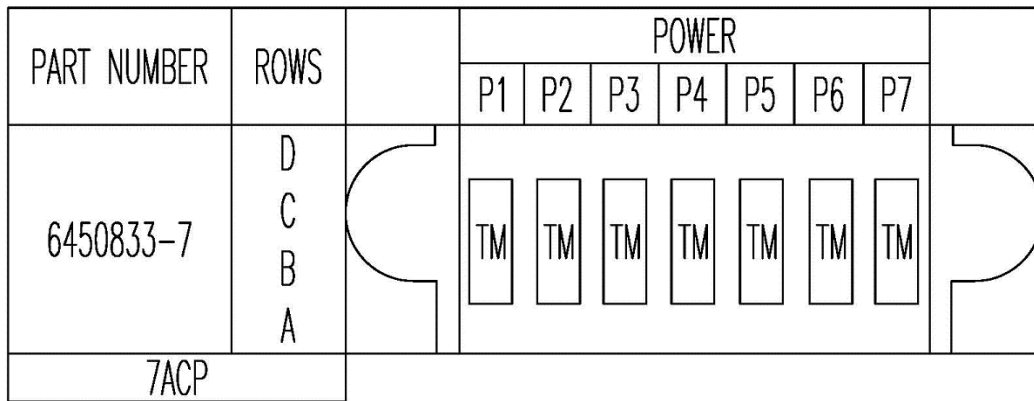 PART NUMBER ROWS POWER
P1 P2 P3 P4 P5 P6 P7
6450833-7
D
C
B
A
TM TM TM TM TM TM TM
7ACP